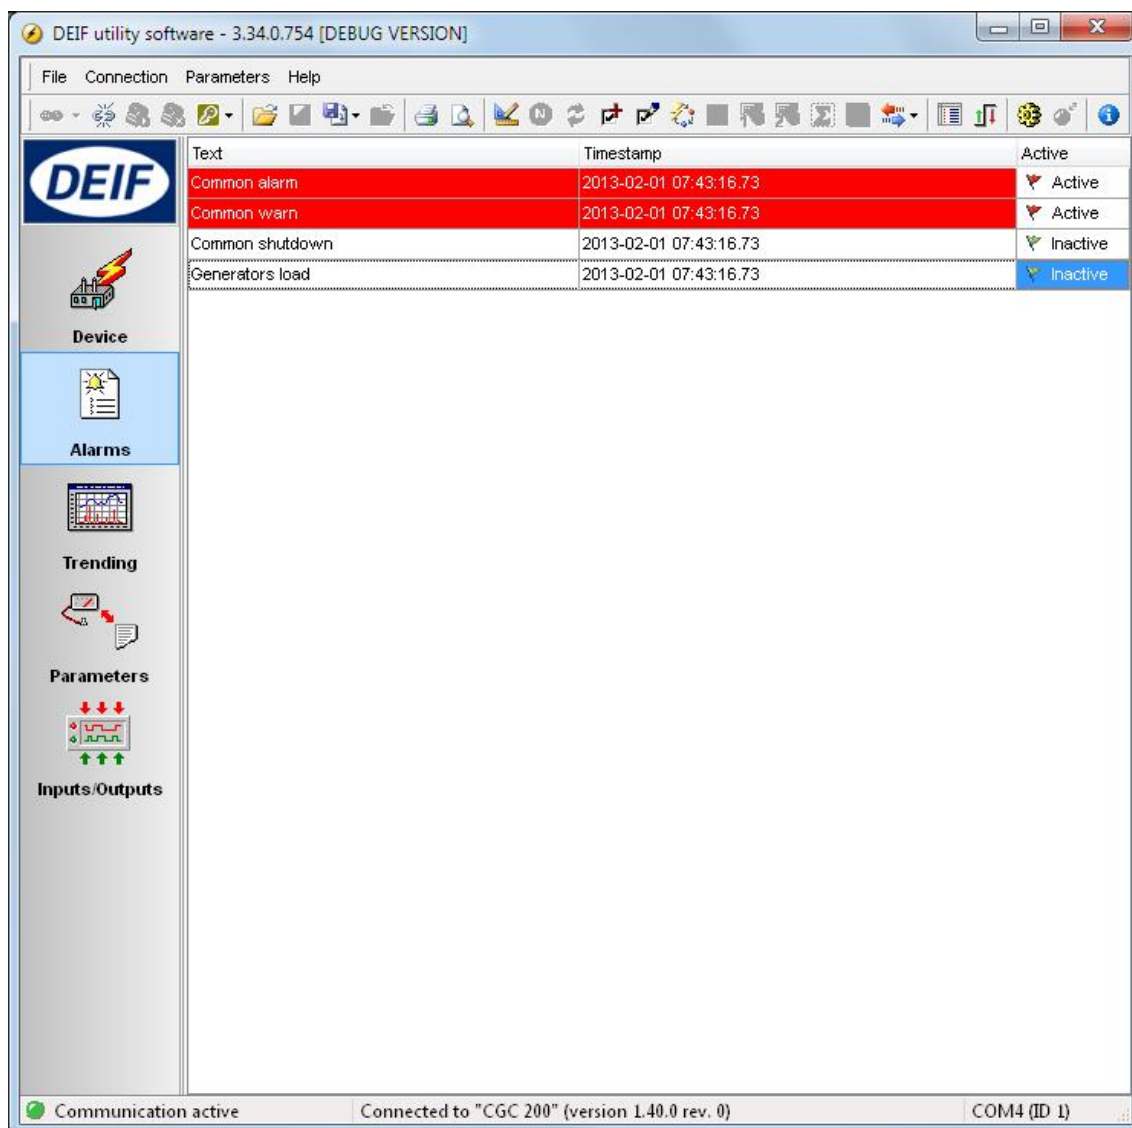 DEIF utility software - 3.34.0.754 [DEBUG VERSION]
File Connection Parameters Help
DEIF
Text Timestamp Active
Common alarm 2013-02-01 07:43:16.73 Active
Common warn 2013-02-01 07:43:16.73 Active
Common shutdown 2013-02-01 07:43:16.73 Inactive
Generators load 2013-02-01 07:43:16.73 Inactive
Device
Alarms
Trending
Parameters
Inputs/Outputs
Communication active Connected to "CGC 200" (version 1.40.0 rev. 0) COM4 (ID 1)